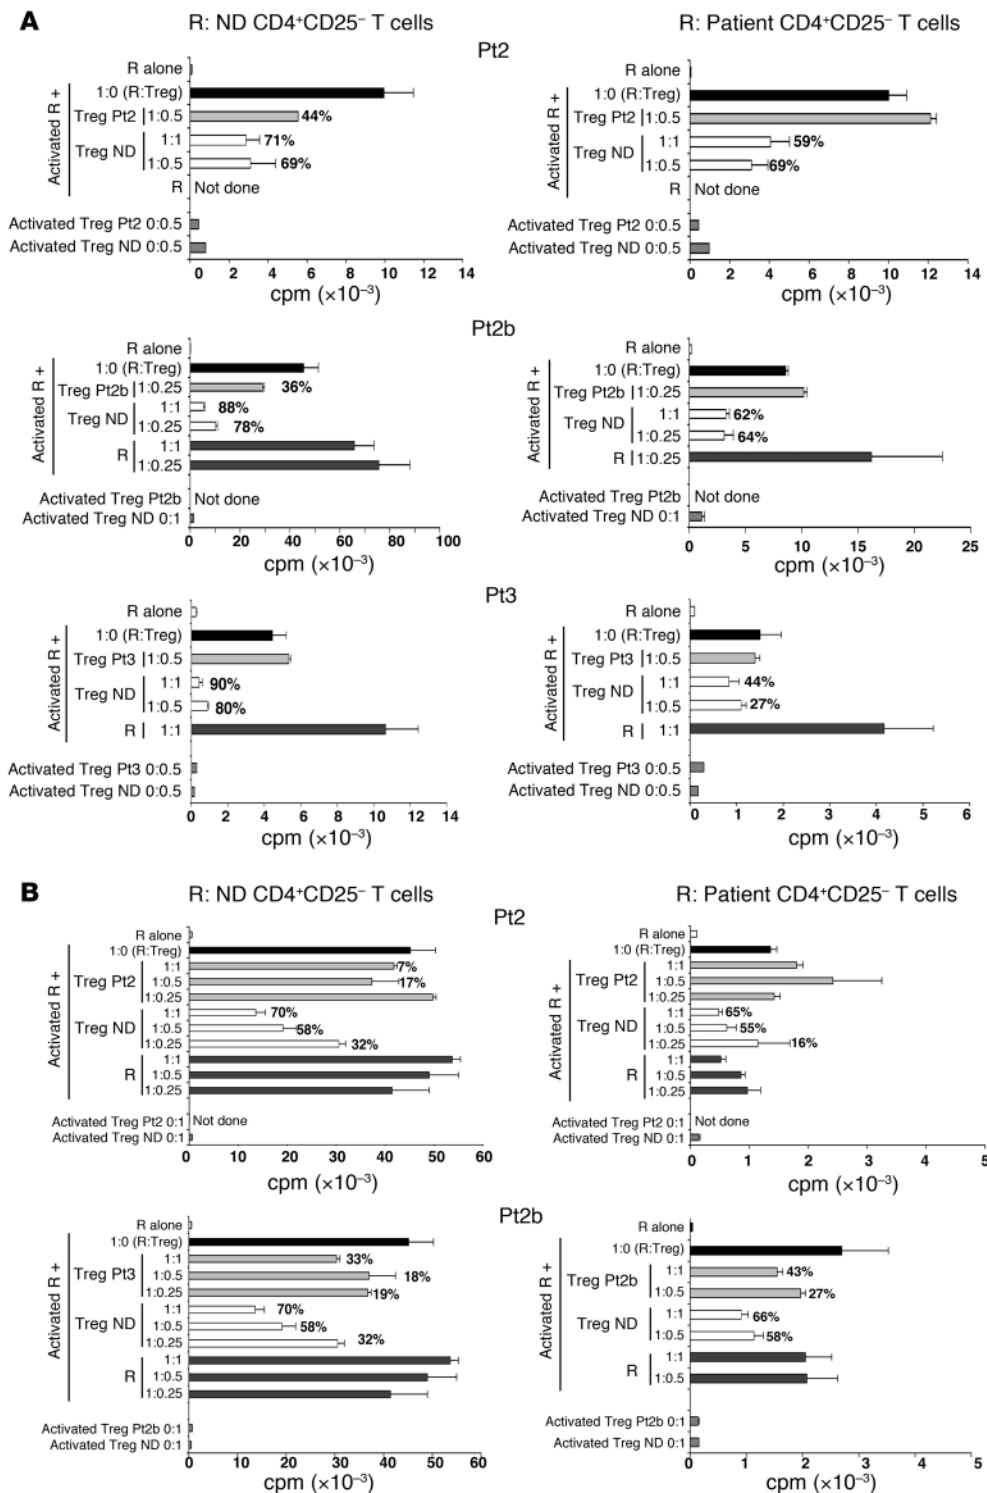 A
R: ND CD4⁺CD25⁻ T cells
R: Patient CD4⁺CD25⁻ T cells
Pt2
Activated R +
R alone
1:0 (R:Treg)
Treg Pt2 1:0.5 44%
Treg ND 1:1 71%
1:0.5 69%
R Not done
Activated Treg Pt2 0:0.5
Activated Treg ND 0:0.5
0 2 4 6 8 10 12 14
cpm (×10⁻³)
Activated R +
R alone
1:0 (R:Treg)
Treg Pt2 1:0.5
Treg ND 1:1 59%
1:0.5 69%
R Not done
Activated Treg Pt2 0:0.5
Activated Treg ND 0:0.5
0 2 4 6 8 10 12 14
cpm (×10⁻³)
Pt2b
Activated R +
R alone
1:0 (R:Treg)
Treg Pt2b 1:0.25 36%
Treg ND 1:1 88%
1:0.25 78%
R 1:1
1:0.25
Activated Treg Pt2b Not done
Activated Treg ND 0:1
0 20 40 60 80 100
cpm (×10⁻³)
Activated R +
R alone
1:0 (R:Treg)
Treg Pt2b 1:0.25
Treg ND 1:1 62%
1:0.25 64%
R 1:0.25
Activated Treg Pt2b Not done
Activated Treg ND 0:1
0 5 10 15 20 25
cpm (×10⁻³)
Pt3
Activated R +
R alone
1:0 (R:Treg)
Treg Pt3 1:0.5
Treg ND 1:1 90%
1:0.5 80%
R 1:1
Activated Treg Pt3 0:0.5
Activated Treg ND 0:0.5
0 2 4 6 8 10 12 14
cpm (×10⁻³)
Activated R +
R alone
1:0 (R:Treg)
Treg Pt3 1:0.5
Treg ND 1:1 44%
1:0.5 27%
R 1:1
Activated Treg Pt3 0:0.5
Activated Treg ND 0:0.5
0 1 2 3 4 5 6
cpm (×10⁻³)
B
R: ND CD4⁺CD25⁻ T cells
R: Patient CD4⁺CD25⁻ T cells
Pt2
Activated R +
R alone
1:0 (R:Treg)
Treg Pt2 1:1 7%
1:0.5 17%
1:0.25
Treg ND 1:1 70%
1:0.5 58%
1:0.25 32%
R 1:1
1:0.5
1:0.25
Activated Treg Pt2 0:1 Not done
Activated Treg ND 0:1
0 10 20 30 40 50 60
cpm (×10⁻³)
Activated R +
R alone
1:0 (R:Treg)
Treg Pt2 1:1
1:0.5
1:0.25
Treg ND 1:1 65%
1:0.5 55%
1:0.25 16%
R 1:1
1:0.5
1:0.25
Activated Treg Pt2 0:1 Not done
Activated Treg ND 0:1
0 1 2 3 4 5
cpm (×10⁻³)
Pt2b
Activated R +
R alone
1:0 (R:Treg)
Treg Pt3 1:1 33%
1:0.5 18%
1:0.25 19%
Treg ND 1:1 70%
1:0.5 58%
1:0.25 32%
R 1:1
1:0.5
1:0.25
Activated Treg Pt2b 0:1
Activated Treg ND 0:1
0 10 20 30 40 50 60
cpm (×10⁻³)
Activated R +
R alone
1:0 (R:Treg)
Treg Pt2b 1:1 43%
1:0.5 27%
Treg ND 1:1 66%
1:0.5 58%
R 1:1
1:0.5
Activated Treg Pt2b 0:1
Activated Treg ND 0:1
0 1 2 3 4 5
cpm (×10⁻³)